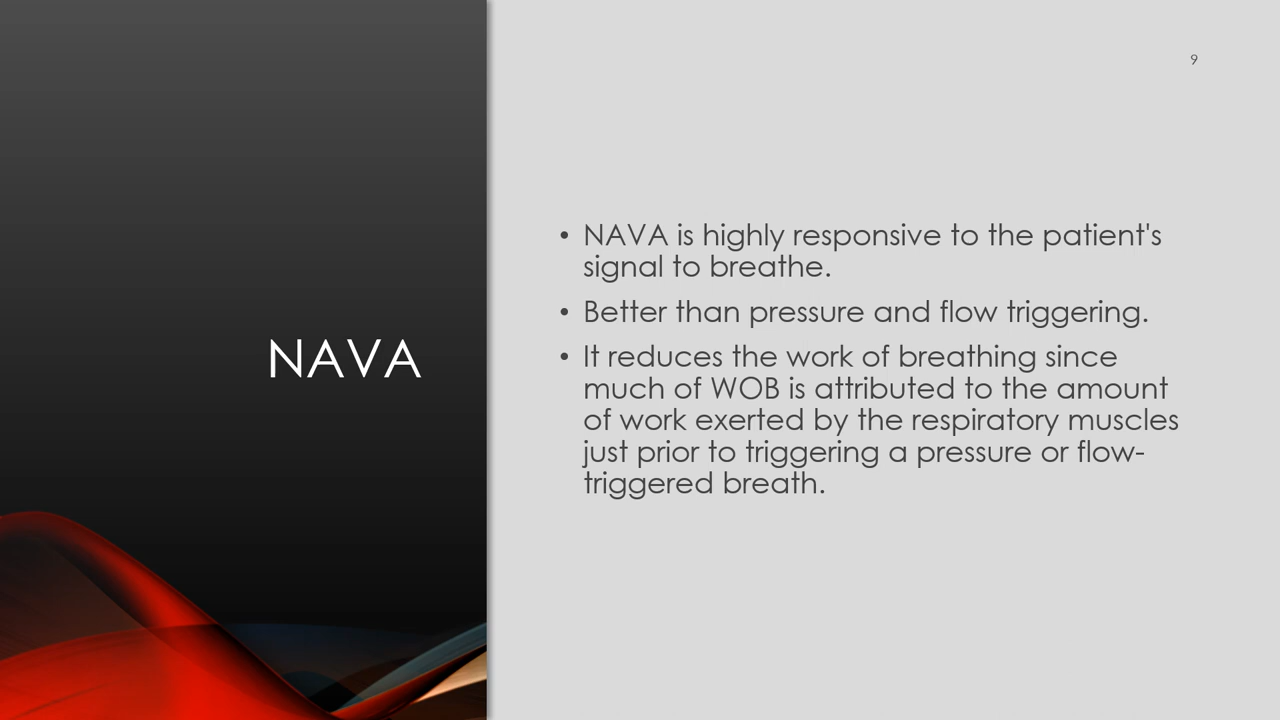 9
NAVA
• NAVA is highly responsive to the patient's
signal to breathe.
• Better than pressure and flow triggering.
• It reduces the work of breathing since
much of WOB is attributed to the amount
of work exerted by the respiratory muscles
just prior to triggering a pressure or flow-
triggered breath.